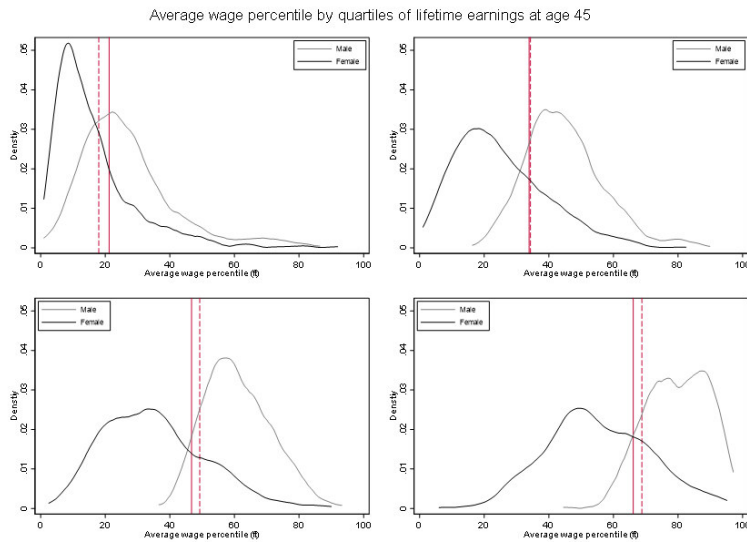 Average wage percentile by quartiles of lifetime earnings at age 45
Male
Female
Density
.05
.04
.03
.02
.01
0
0 20 40 60 80 100
Average wage percentile (ft)
Male
Female
Density
.05
.04
.03
.02
.01
0
0 20 40 60 80 100
Average wage percentile (ft)
Male
Female
Density
.05
.04
.03
.02
.01
0
0 20 40 60 80 100
Average wage percentile (ft)
Male
Female
Density
.05
.04
.03
.02
.01
0
0 20 40 60 80 100
Average wage percentile (ft)